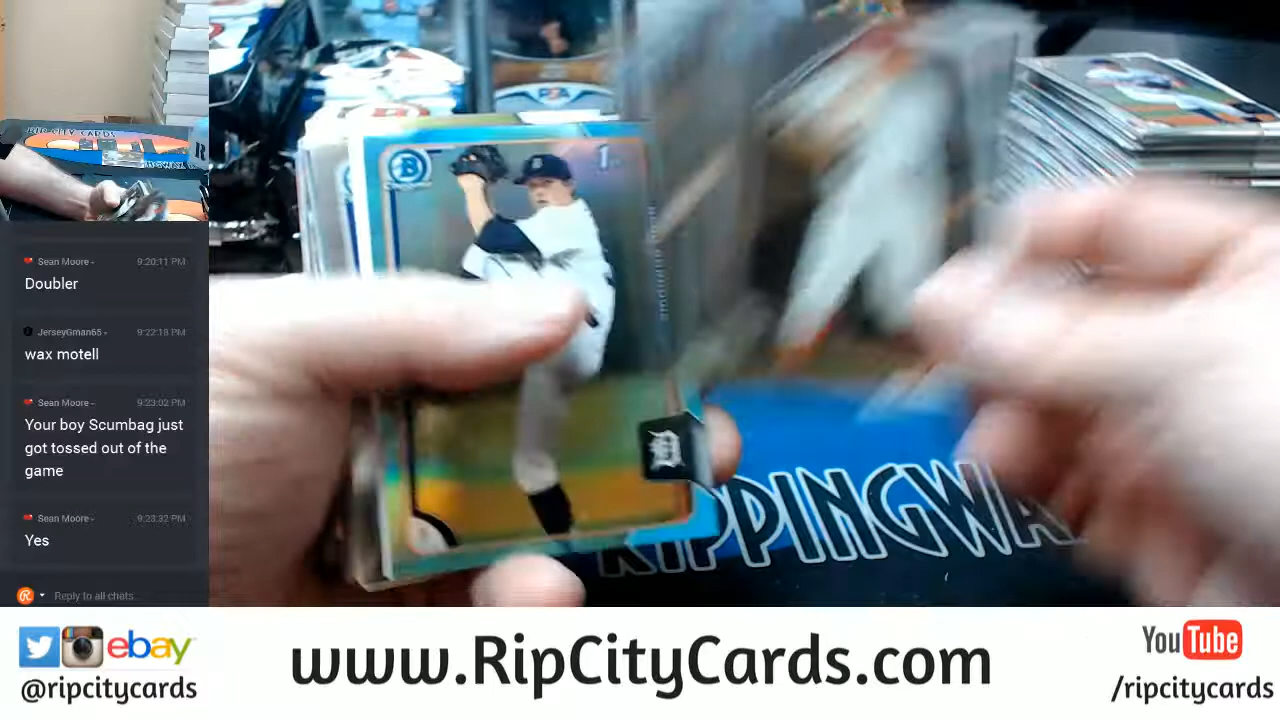 RIP CITY CARDS
Sean Moore -
9:20:11 PM
Doubler
JerseyGman65 -
9:22:18 PM
wax motell
Sean Moore -
9:23:02 PM
Your boy Scumbag just
got tossed out of the
game
Sean Moore -
9:23:32 PM
Yes
Reply to all chats...
B
1
PSA
D
RIPPINGWA
ebay
@ripcitycards
www.RipCityCards.com
YouTube
/ripcitycards